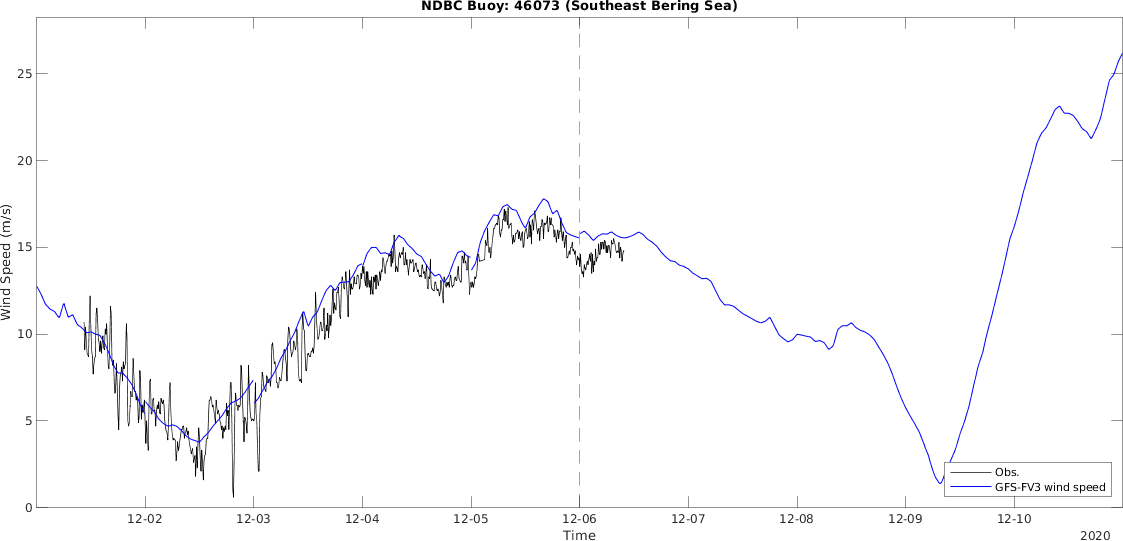 NDBC Buoy: 46073 (Southeast Bering Sea)
Wind Speed (m/s)
25
20
15
10
5
0
12-02 12-03 12-04 12-05 12-06 12-07 12-08 12-09 12-10
Time
2020
Obs.
GFS-FV3 wind speed